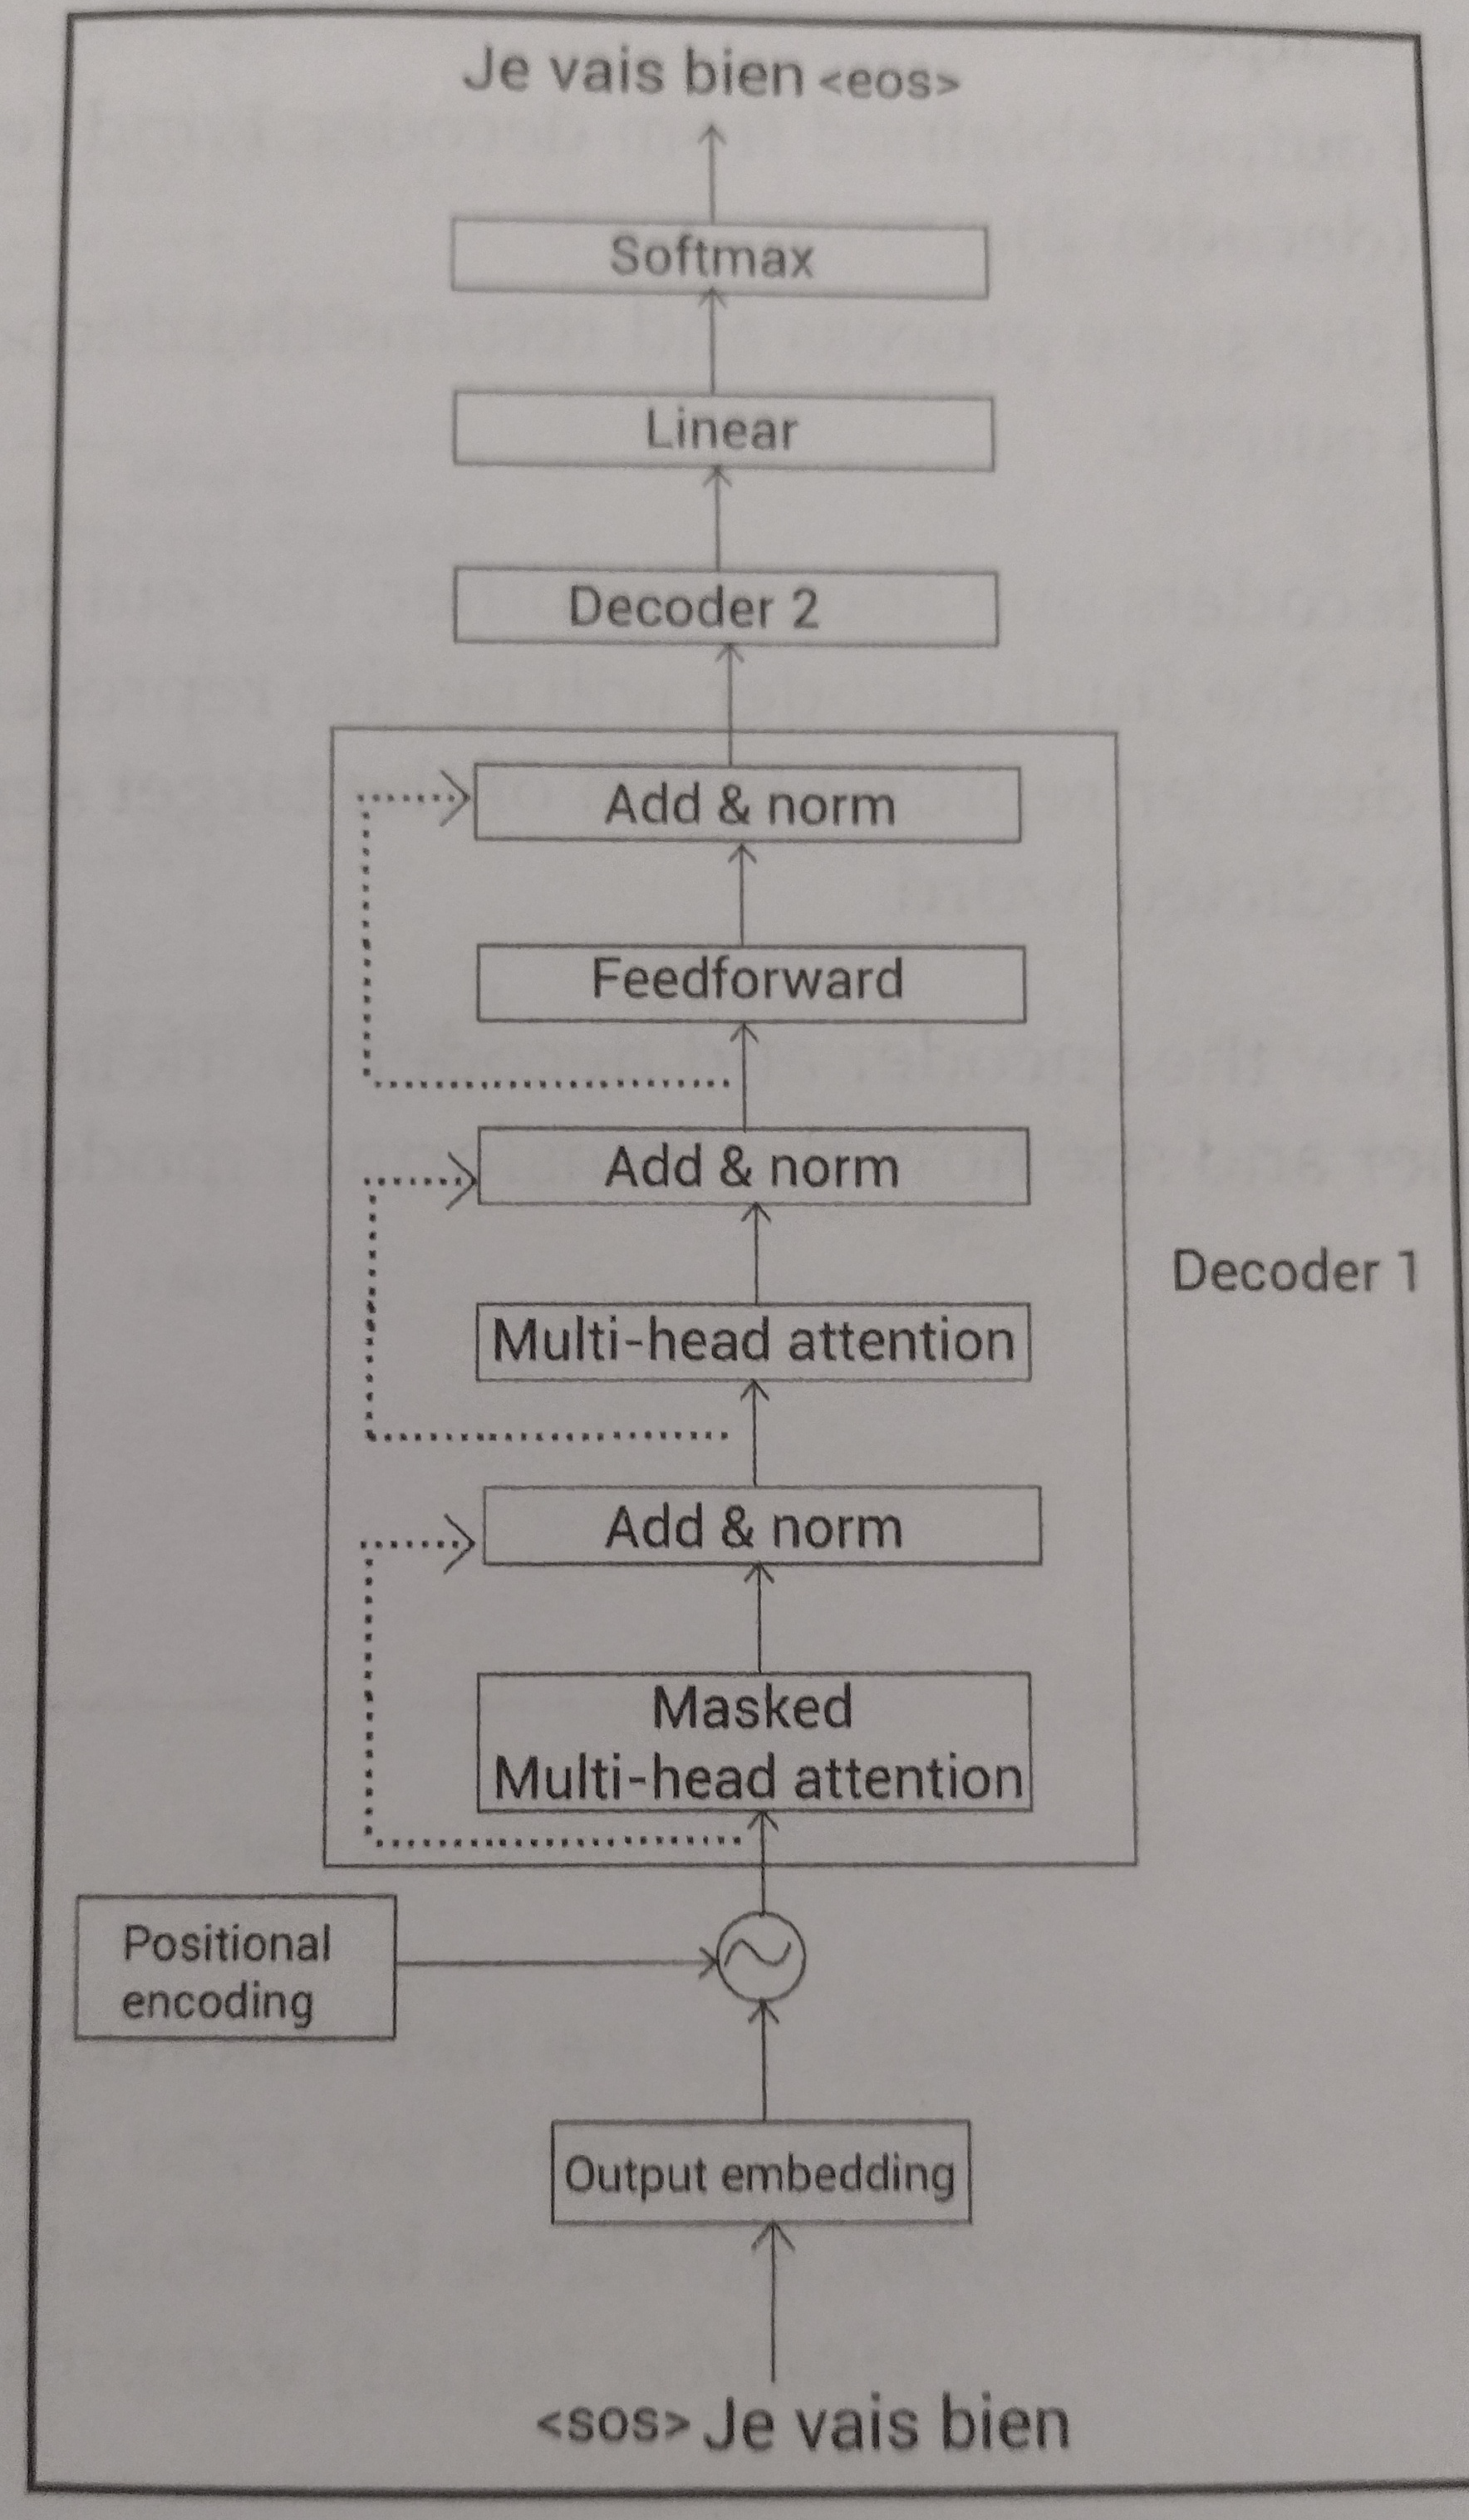 Je vais bien <eos>
Softmax
Linear
Decoder 2
Add & norm
Feedforward
Add & norm
Decoder 1
Multi-head attention
Add & norm
Masked
Multi-head attention
Positional
encoding
Output embedding
<sos> Je vais bien